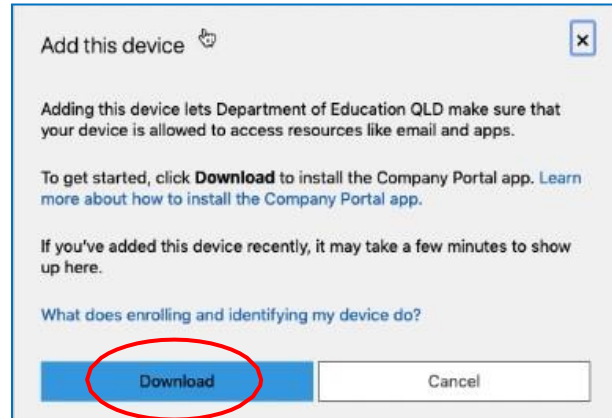 Add this device
Adding this device lets Department of Education QLD make sure that
your device is allowed to access resources like email and apps.
To get started, click Download to install the Company Portal app. Learn
more about how to install the Company Portal app.
If you've added this device recently, it may take a few minutes to show
up here.
What does enrolling and identifying my device do?
Download
Cancel